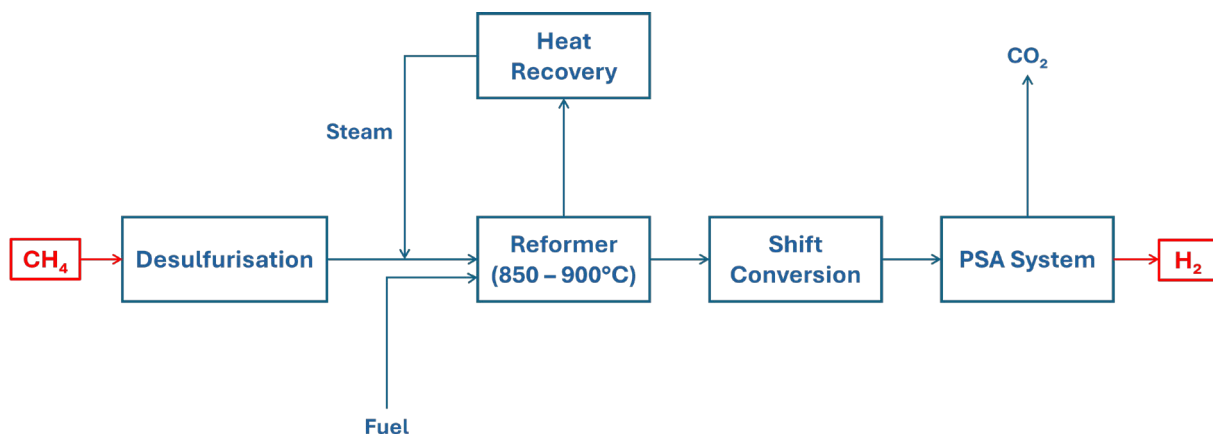 Heat
Recovery
CO₂
Steam
CH₄
Desulfurisation
Reformer
(850 – 900°C)
Shift
Conversion
PSA System
H₂
Fuel